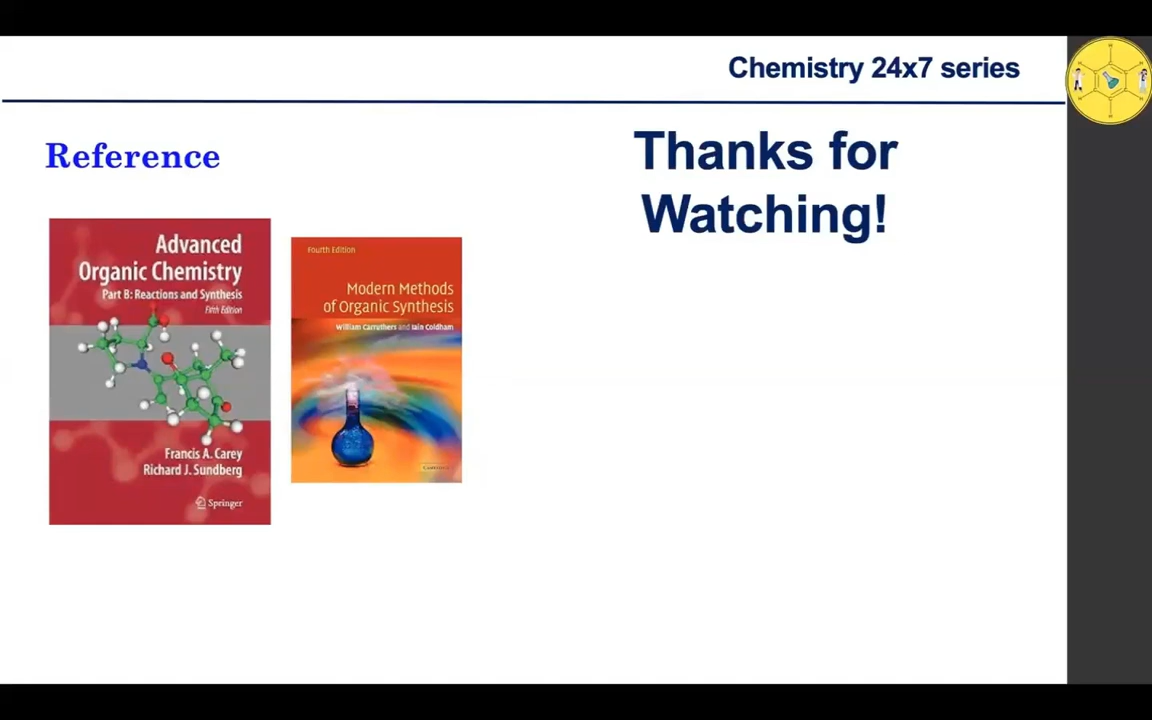 Chemistry 24x7 series
Reference
Thanks for
Watching!
Advanced
Organic Chemistry
Part B: Reactions and Synthesis
Fifth Edition
Francis A. Carey
Richard J. Sundberg
Springer
Fourth Edition
Modern Methods
of Organic Synthesis
William Carruthers and Iain Coldham